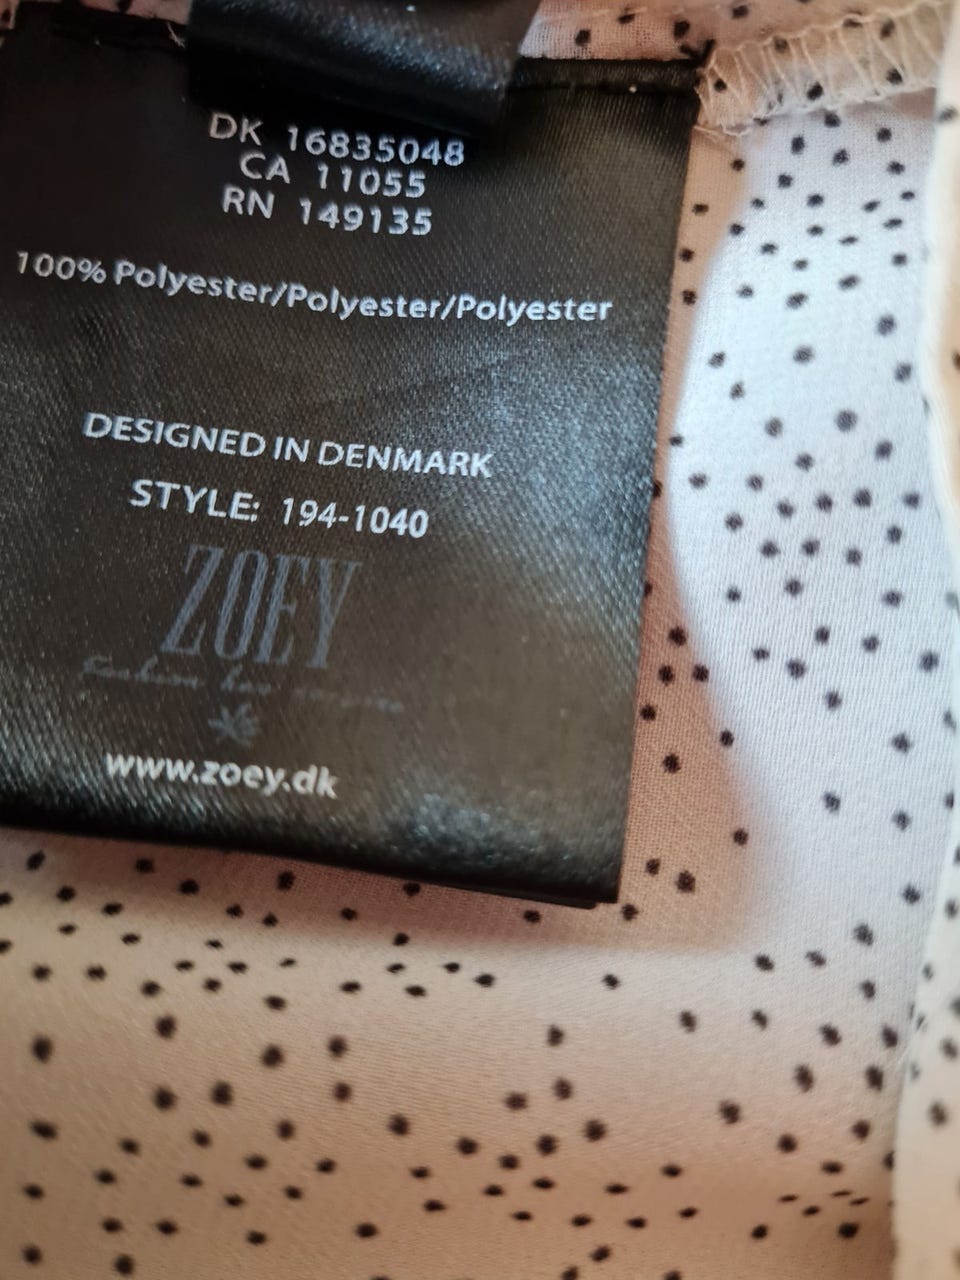 DK 16835048
CA 11055
RN 149135
100% Polyester/Polyester/Polyester
DESIGNED IN DENMARK
STYLE: 194-1040
ZOEY
www.zoey.dk